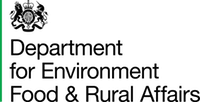 Department
for Environment
Food & Rural Affairs